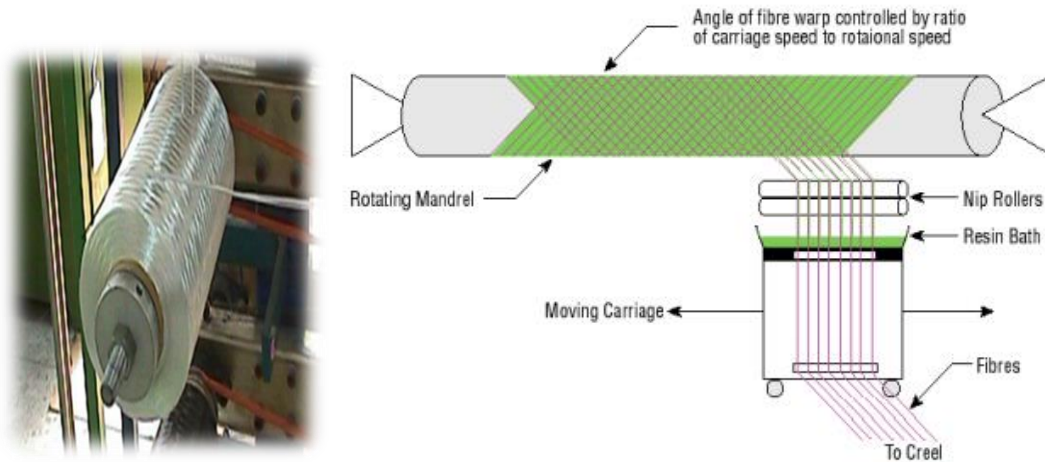 Angle of fibre warp controlled by ratio
of carriage speed to rotaional speed
Rotating Mandrel
Nip Rollers
Resin Bath
Moving Carriage
Fibres
To Creel